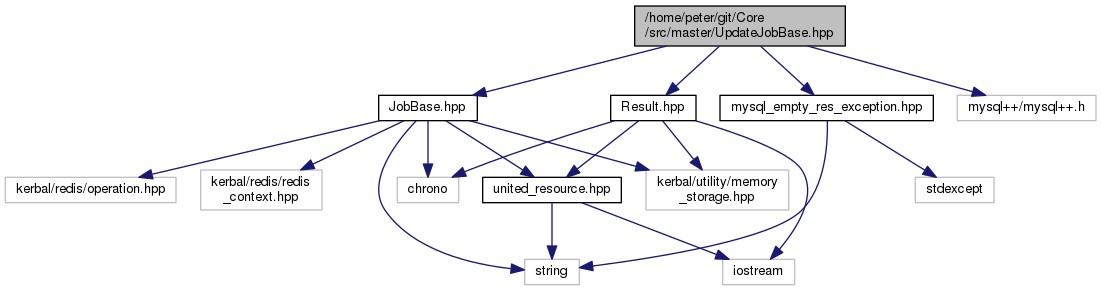 /home/peter/git/Core
/src/master/UpdateJobBase.hpp
JobBase.hpp
Result.hpp
mysql_empty_res_exception.hpp
mysql++/mysql++.h
kerbal/redis/operation.hpp
kerbal/redis/redis
_context.hpp
chrono
united_resource.hpp
kerbal/utility/memory
_storage.hpp
stdexcept
string
iostream